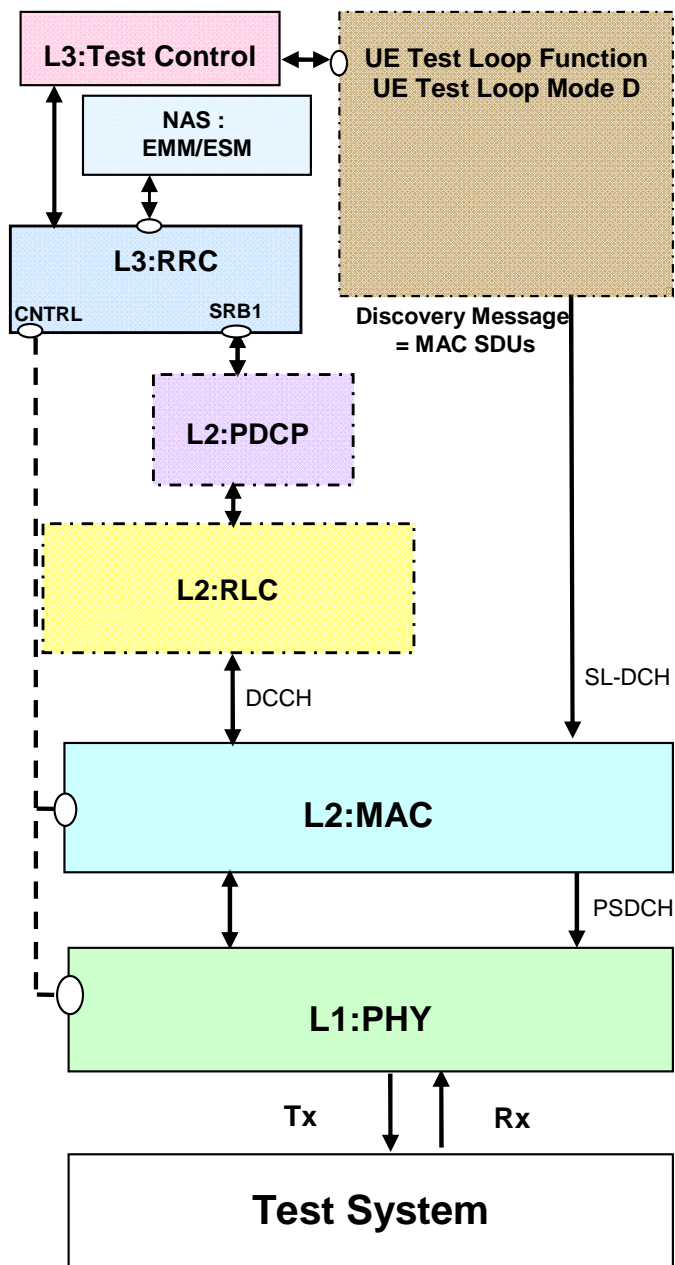 L3:Test Control
UE Test Loop Function
UE Test Loop Mode D
NAS :
EMM/ESM
L3:RRC
CNTRL
SRB1
Discovery Message
= MAC SDUs
L2:PDCP
L2:RLC
DCCH
SL-DCH
L2:MAC
PSDCH
L1:PHY
Tx
Rx
Test System